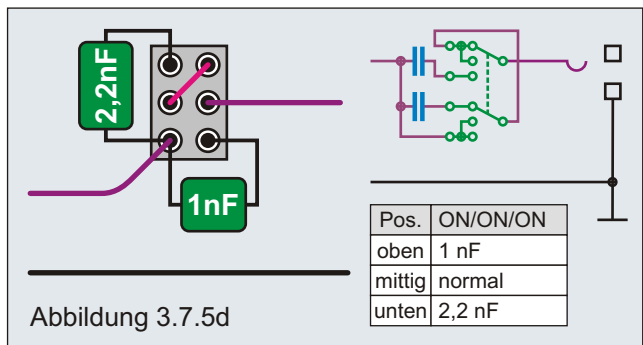 2,2nF
1nF
Pos. ON/ON/ON
oben 1 nF
mittig normal
unten 2,2 nF
Abbildung 3.7.5d